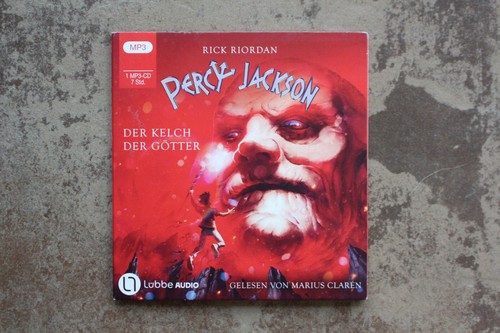 MP3
1 MP3-CD
7 Std.
RICK RIORDAN
PERCY JACKSON
DER KELCH
DER GÖTTER
Lübbe AUDIO
GELESEN VON MARIUS CLARÉN